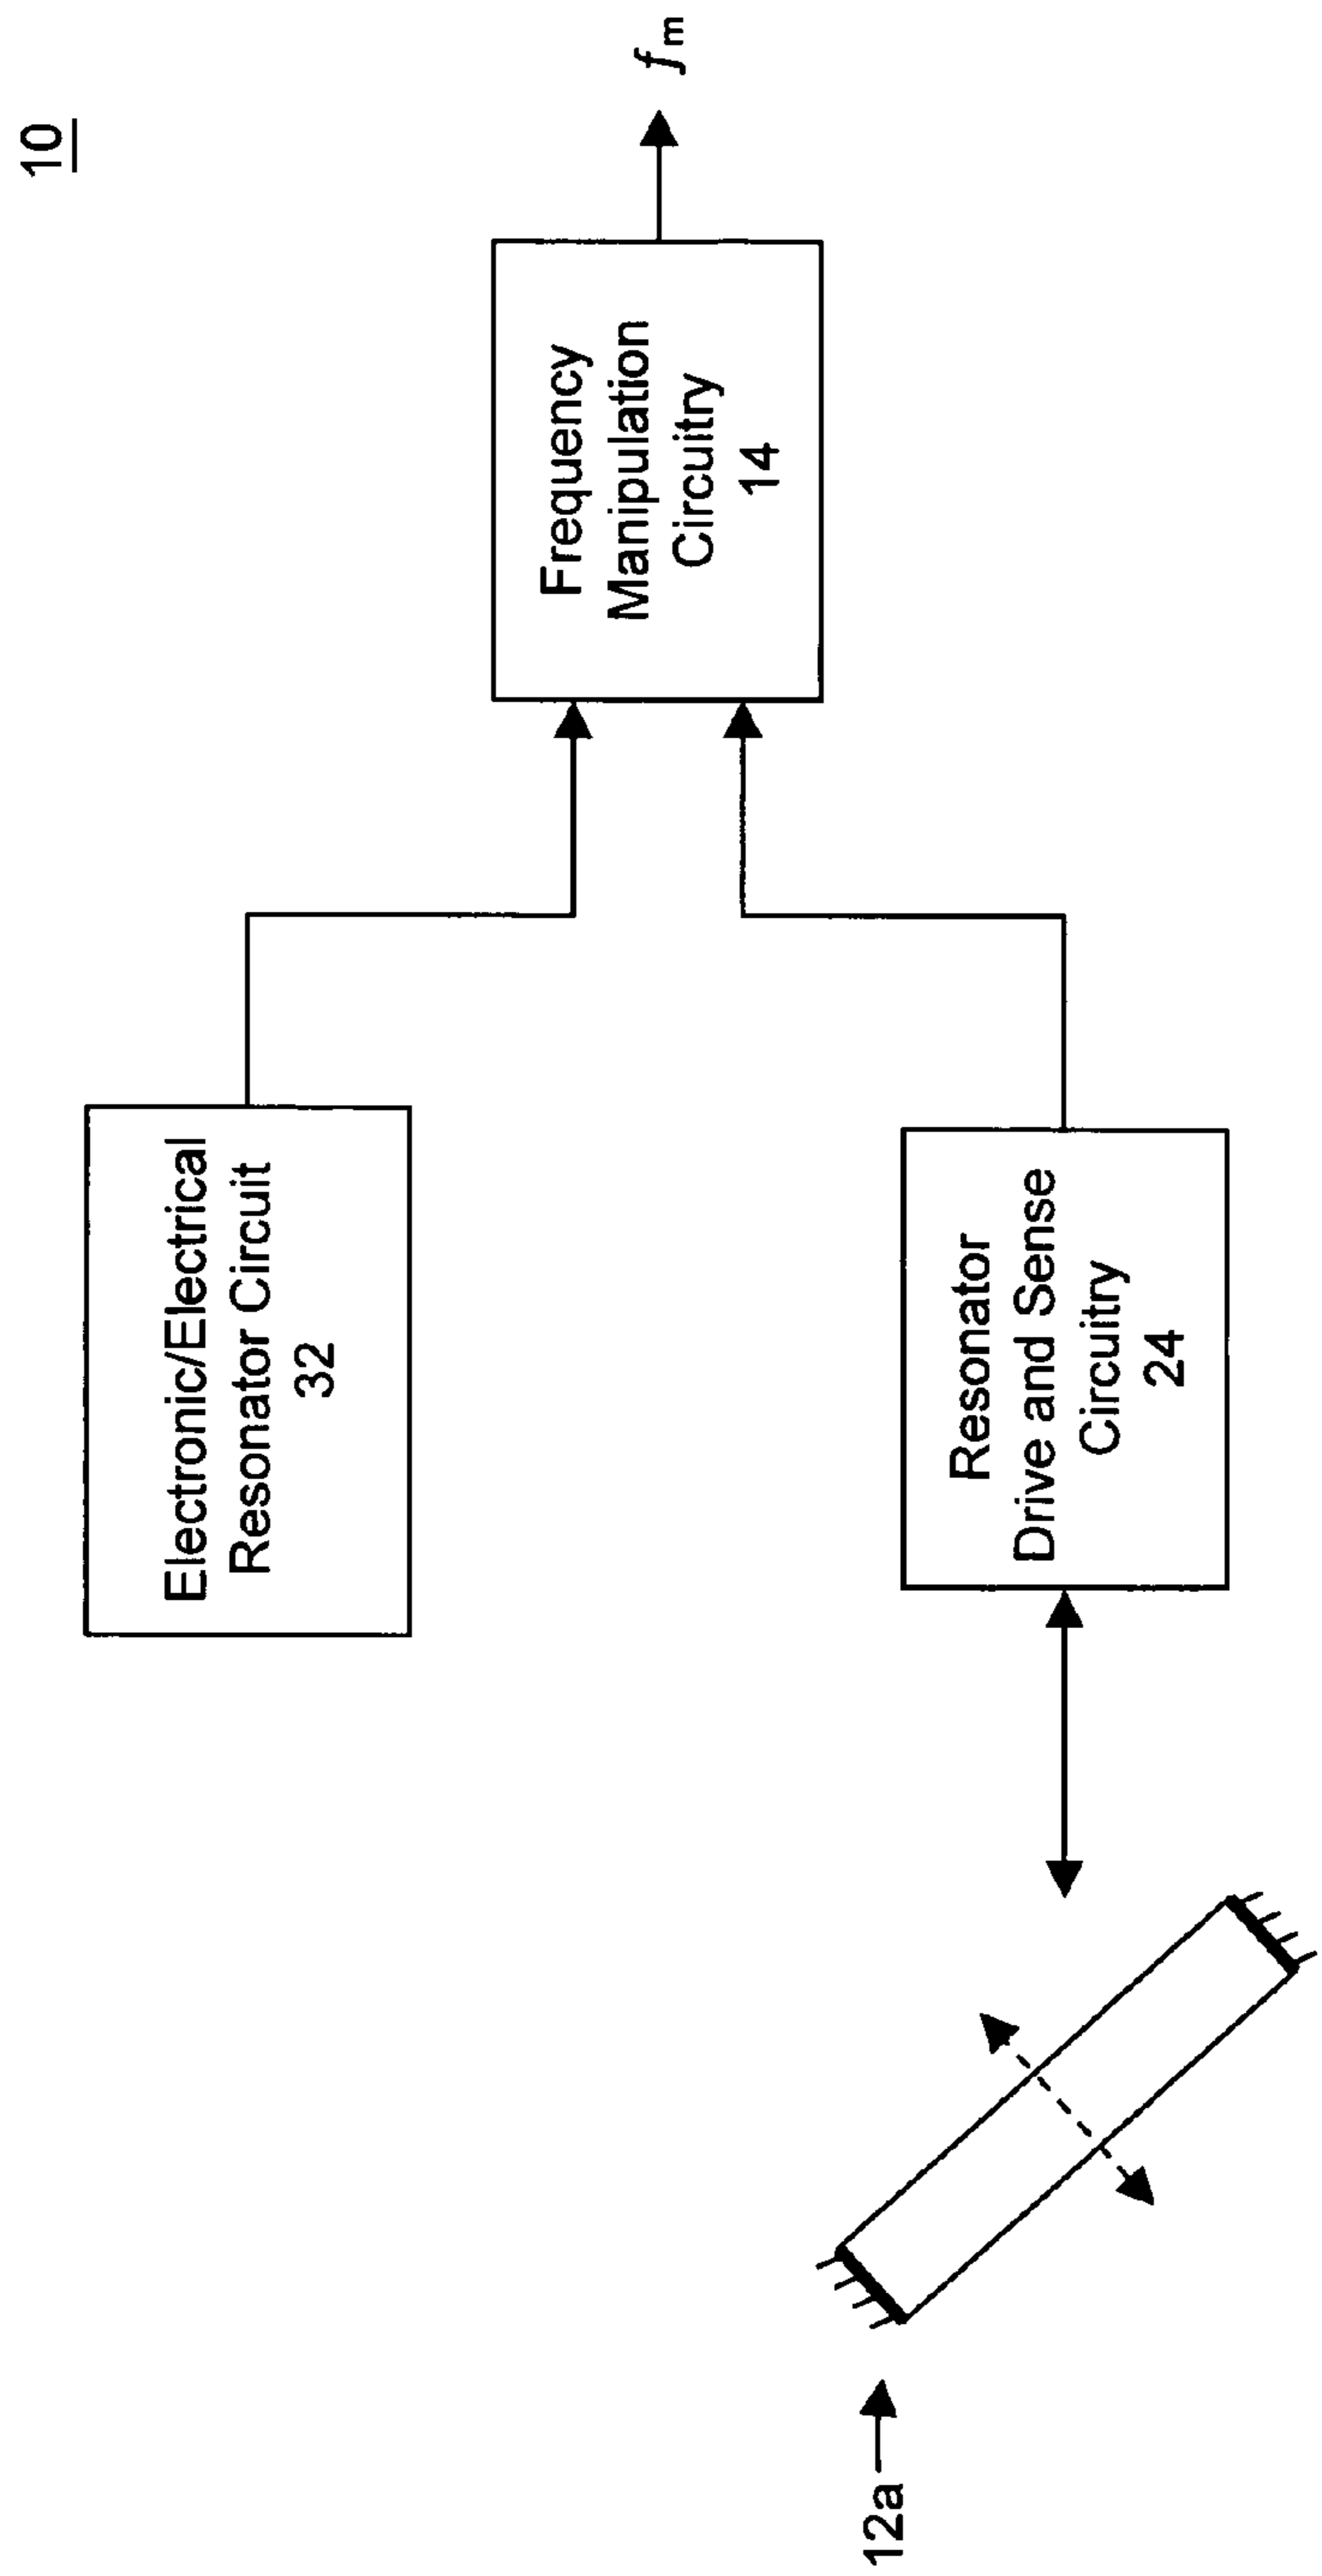 10
Electronic/Electrical
Resonator Circuit
32
Frequency
Manipulation
Circuitry
14
fm
Resonator
Drive and Sense
Circuitry
24
12a